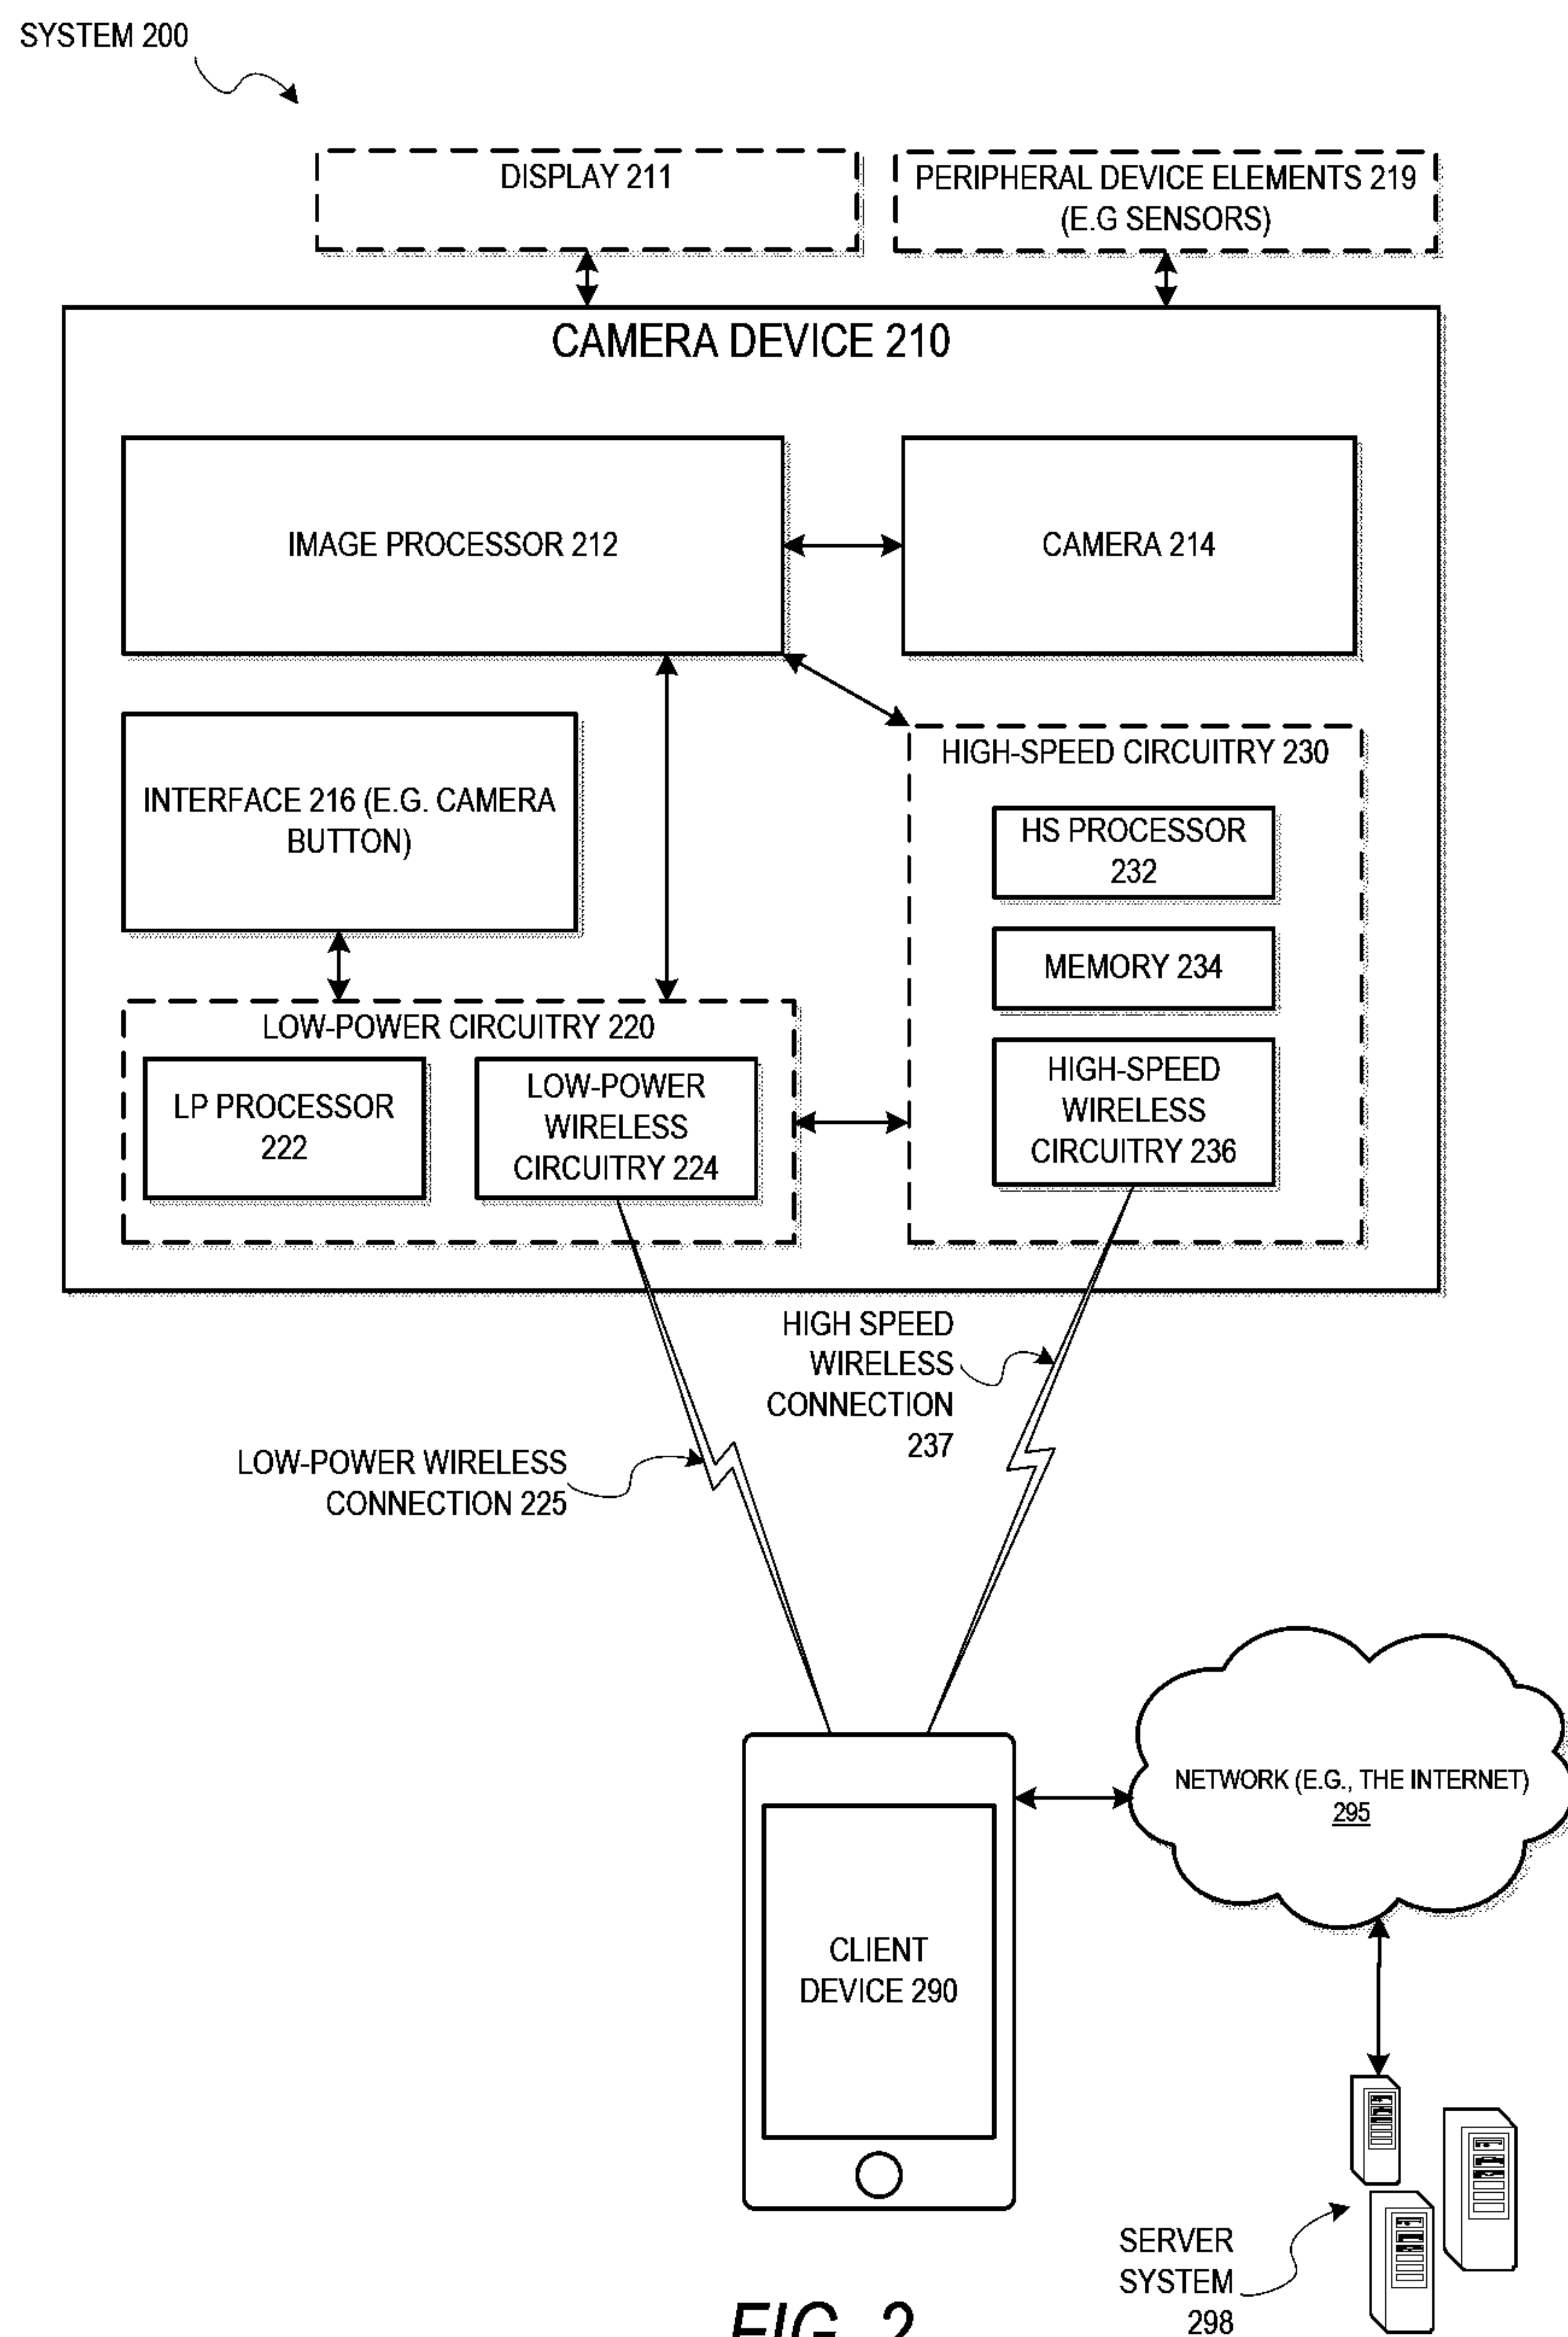 SYSTEM 200
DISPLAY 211
PERIPHERAL DEVICE ELEMENTS 219
(E.G SENSORS)
CAMERA DEVICE 210
IMAGE PROCESSOR 212
CAMERA 214
INTERFACE 216 (E.G. CAMERA
BUTTON)
HIGH-SPEED CIRCUITRY 230
HS PROCESSOR
232
MEMORY 234
HIGH-SPEED
WIRELESS
CIRCUITRY 236
LOW-POWER CIRCUITRY 220
LP PROCESSOR
222
LOW-POWER
WIRELESS
CIRCUITRY 224
HIGH SPEED
WIRELESS
CONNECTION
237
LOW-POWER WIRELESS
CONNECTION 225
NETWORK (E.G., THE INTERNET)
295
CLIENT
DEVICE 290
SERVER
SYSTEM
298
FIG. 2